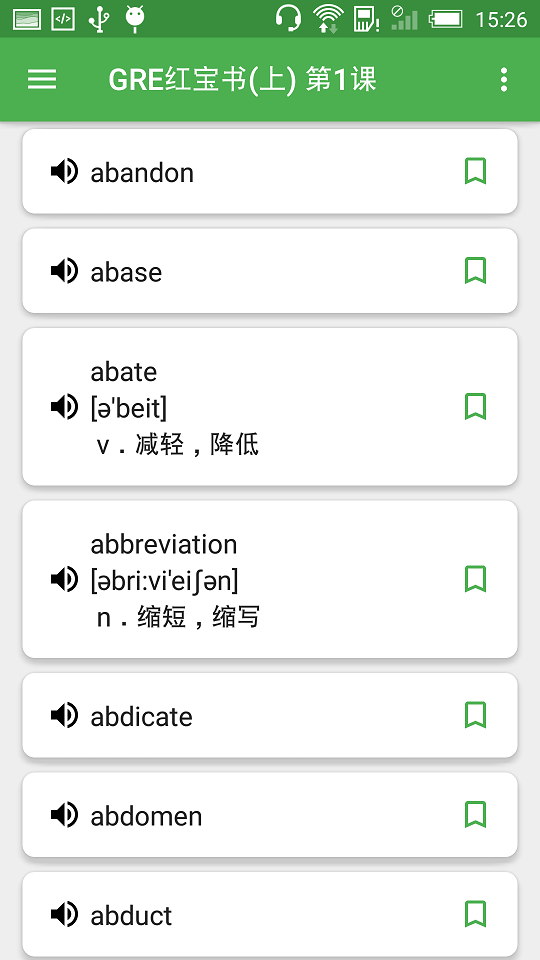 15:26
GRE红宝书(上) 第1课
abandon
abase
abate
[ə'beit]
v．减轻，降低
abbreviation
[əbri:vi'eiʃən]
n．缩短，缩写
abdicate
abdomen
abduct